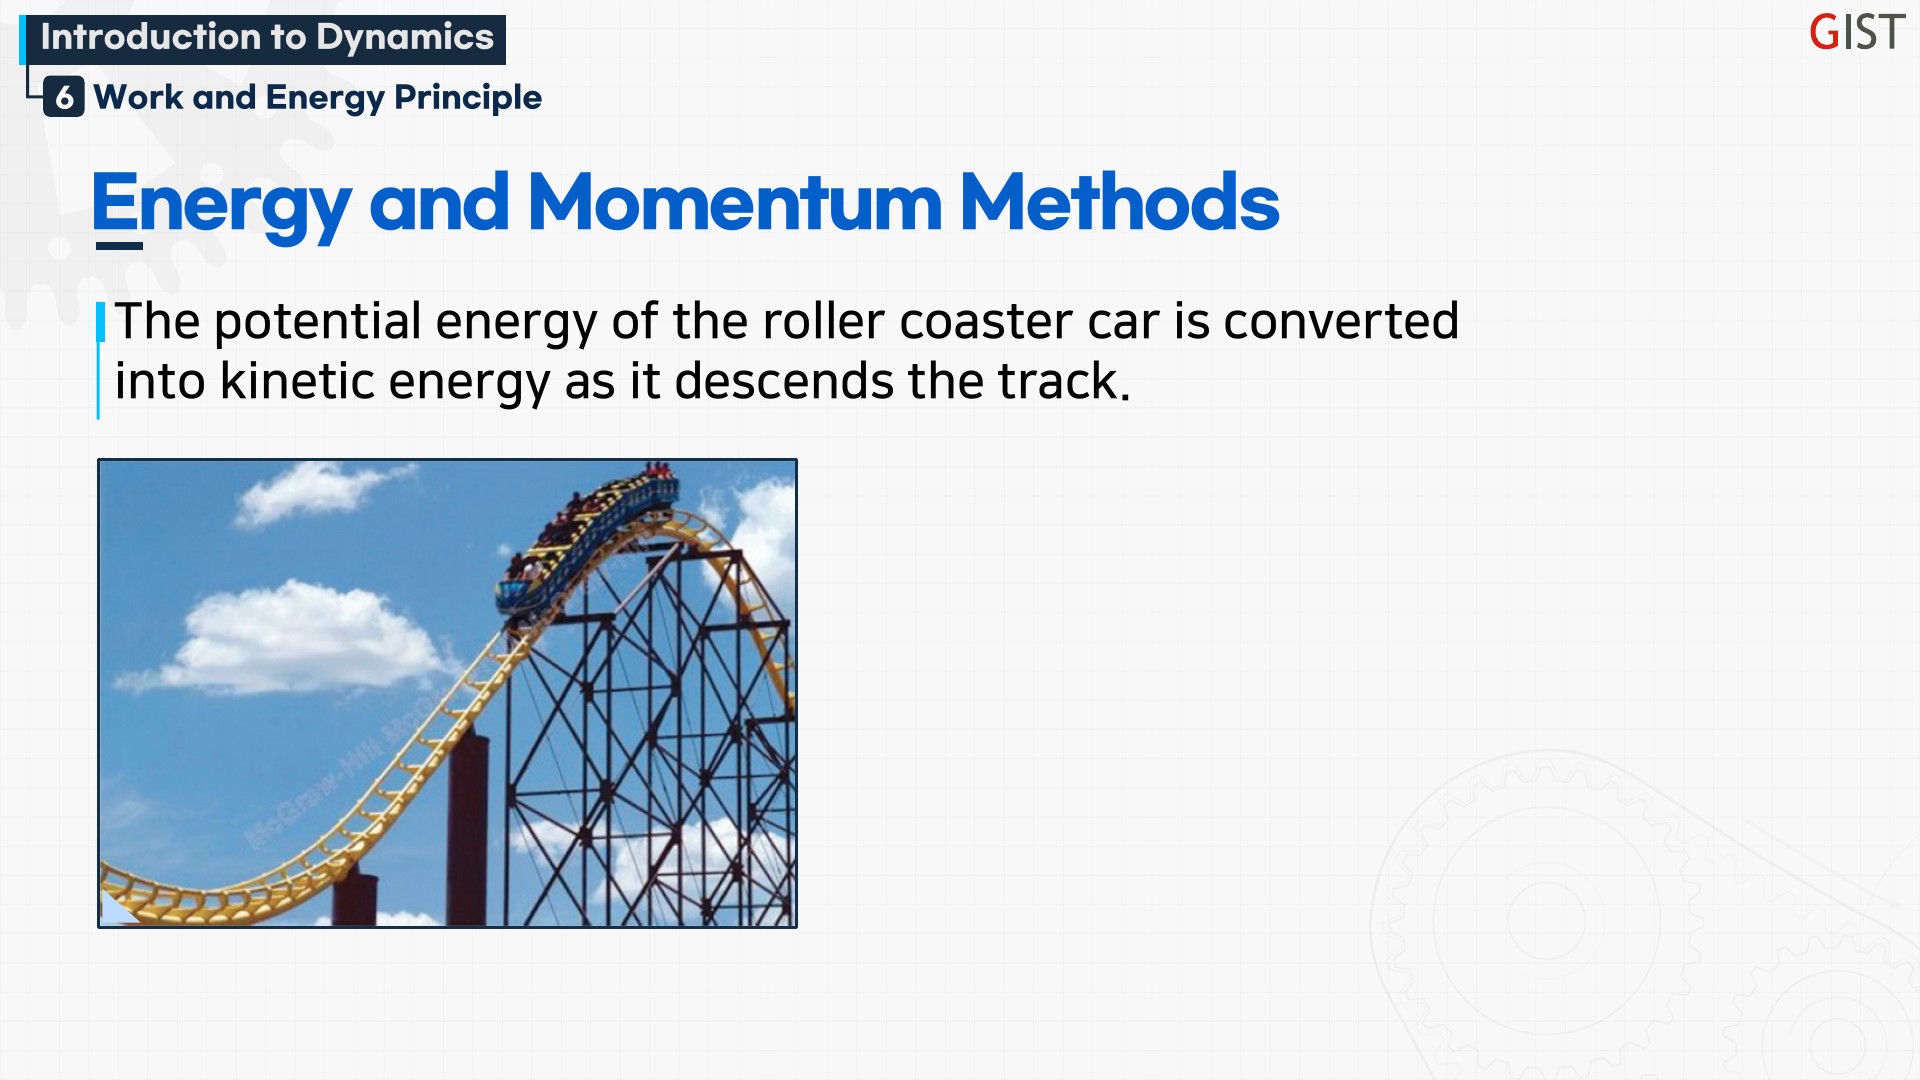 Introduction to Dynamics
GIST
6 Work and Energy Principle
Energy and Momentum Methods
The potential energy of the roller coaster car is converted
into kinetic energy as it descends the track.